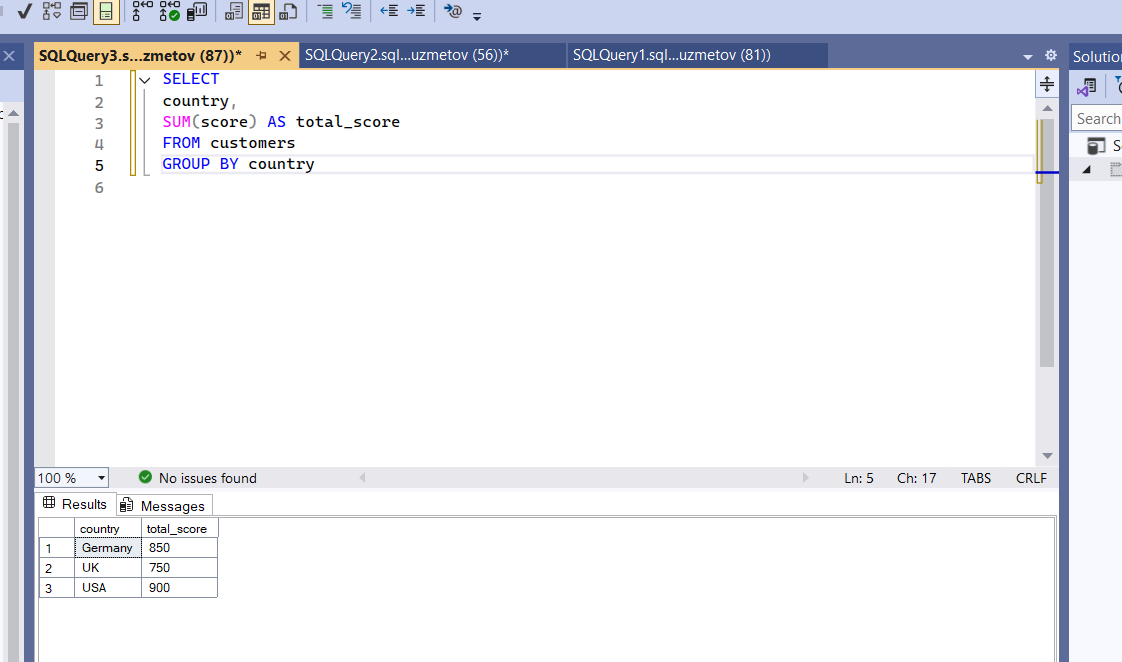 SQLQuery3.s...zmetov (87))*
SQLQuery2.sql...uzmetov (56))*
SQLQuery1.sql...uzmetov (81))
Solution
1 SELECT
2 country,
3 SUM(score) AS total_score
4 FROM customers
5 GROUP BY country
6
Search
100 %
No issues found
Ln: 5
Ch: 17
TABS
CRLF
Results
Messages
country total_score
1 Germany 850
2 UK 750
3 USA 900